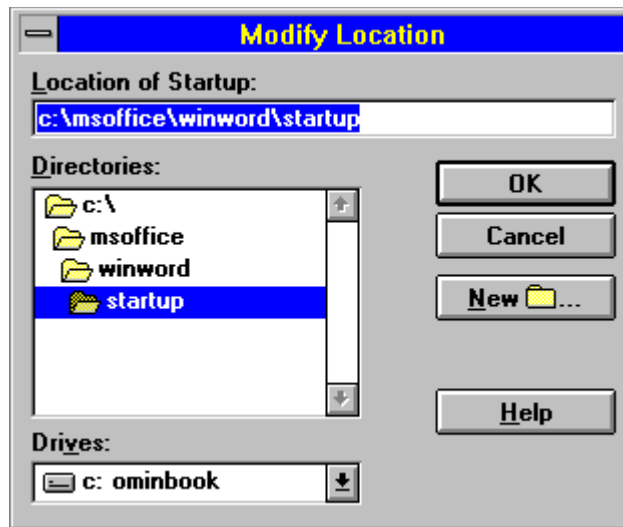 Modify Location
Location of Startup:
c:\msoffice\winword\startup
Directories:
c:\
msoffice
winword
startup
OK
Cancel
New ...
Help
Drives:
c: ominbook